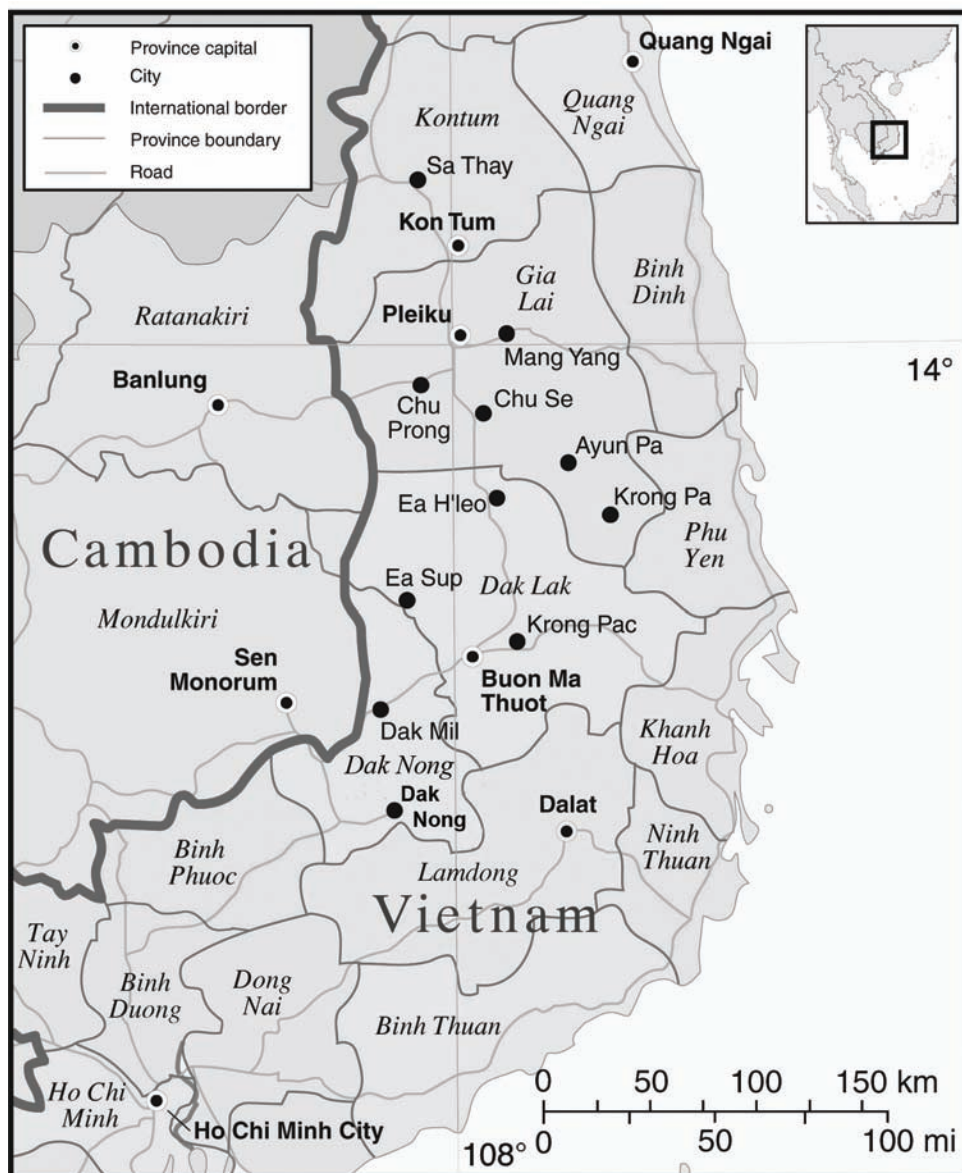 Province capital
City
International border
Province boundary
Road
Quang Ngai
Quang
Ngai
Kontum
Sa Thay
Kon Tum
Gia
Lai
Binh
Dinh
Ratanakiri
Pleiku
Mang Yang
14°
Banlung
Chu
Prong
Chu Se
Ayun Pa
Ea H'leo
Krong Pa
Phu
Yen
Cambodia
Ea Sup
Dak Lak
Mondulkiri
Krong Pac
Sen
Monorum
Buon Ma
Thuot
Dak Mil
Khanh
Hoa
Dak Nong
Dak
Nong
Dalat
Ninh
Thuan
Binh
Phuoc
Lamdong
Vietnam
Tay
Ninh
Binh
Duong
Dong
Nai
Binh Thuan
Ho Chi
Minh
Ho Chi Minh City
108°
0 50 100 150 km
0 50 100 mi